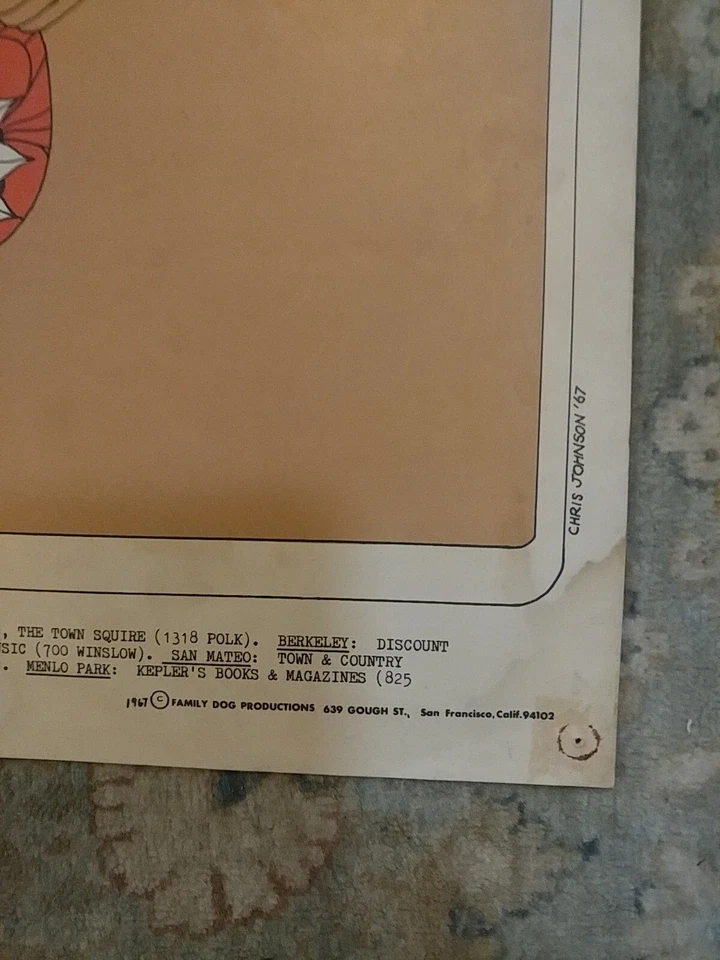 CHRIS JOHNSON '67
, THE TOWN SQUIRE (1318 POLK). BERKELEY: DISCOUNT
USIC (700 WINSLOW). SAN MATEO: TOWN & COUNTRY
. MENLO PARK: KEPLER'S BOOKS & MAGAZINES (825
1967 © FAMILY DOG PRODUCTIONS 639 GOUGH ST., San Francisco, Calif. 94102